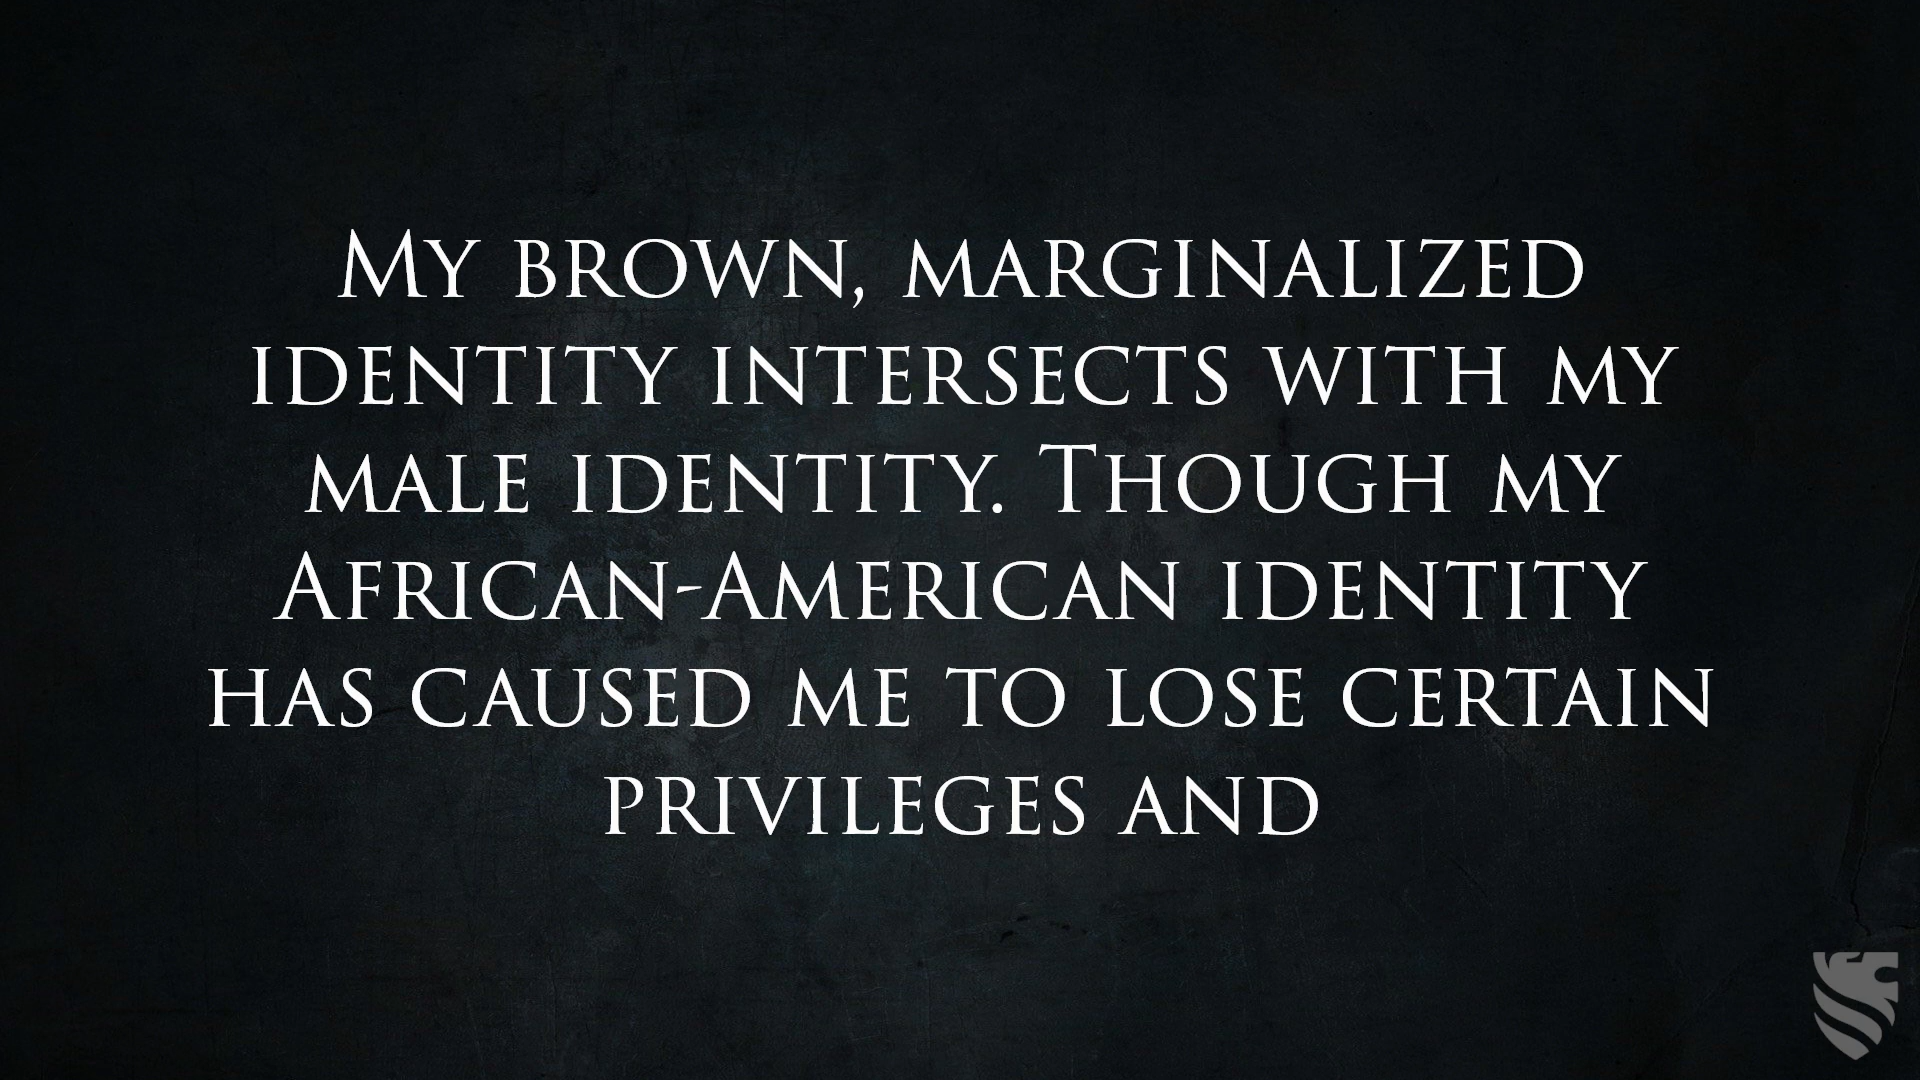 My brown, marginalized
identity intersects with my
male identity. Though my
African-American identity
has caused me to lose certain
privileges and